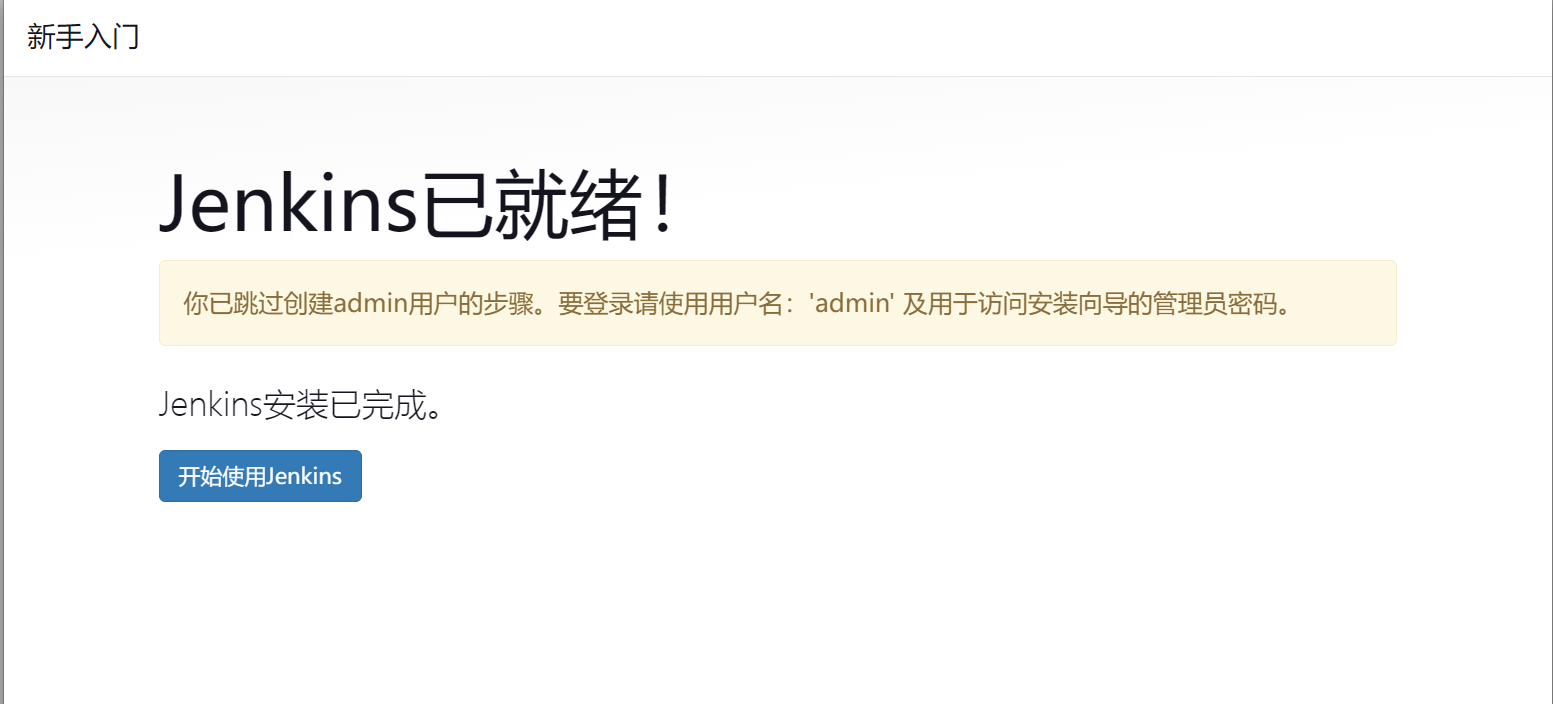 新手入门
Jenkins已就绪！
你已跳过创建admin用户的步骤。要登录请使用用户名：'admin' 及用于访问安装向导的管理员密码。
Jenkins安装已完成。
开始使用Jenkins